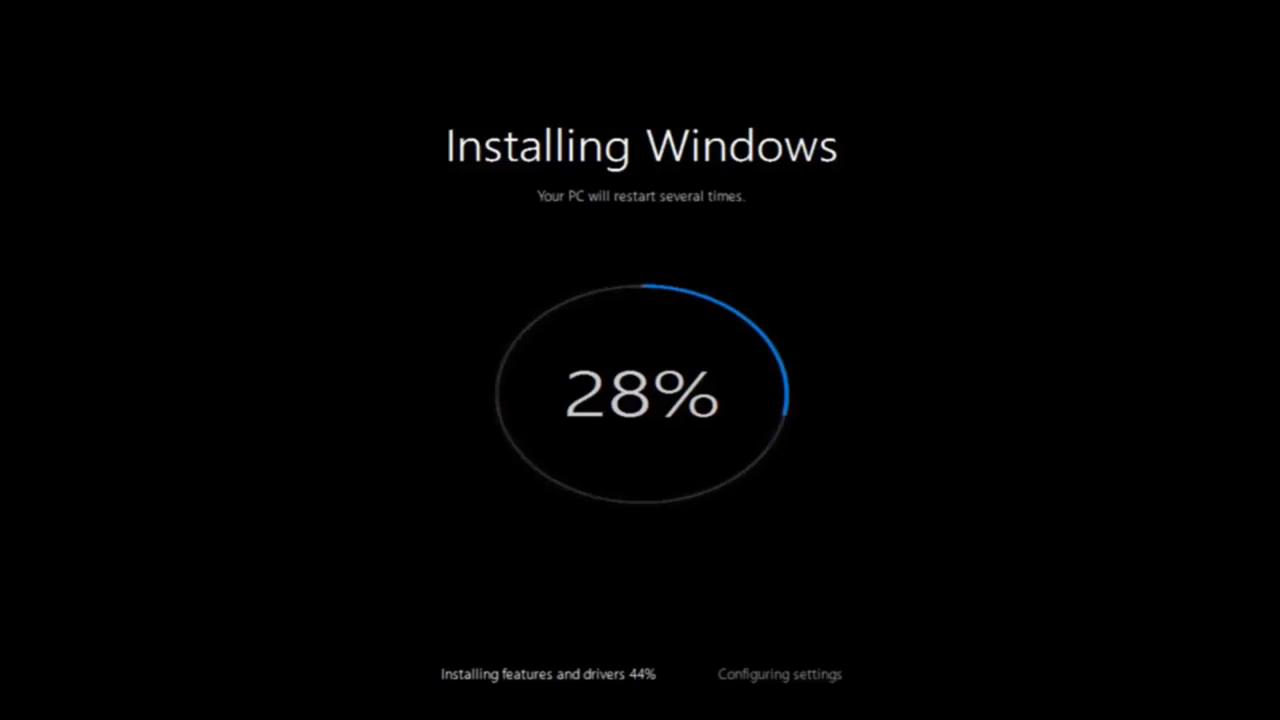 Installing Windows
Your PC will restart several times.
28%
Installing features and drivers 44% Configuring settings